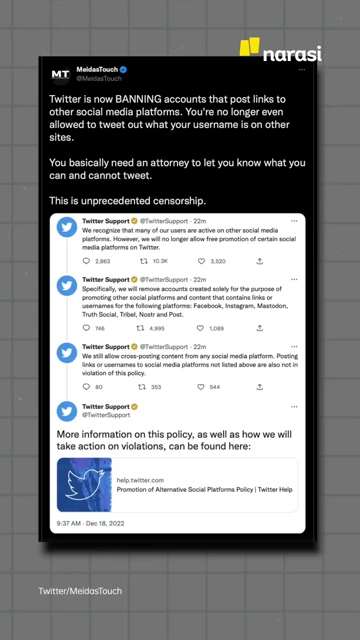 narasi
MeidasTouch
MT
@MeidasTouch
Twitter is now BANNING accounts that post links to
other social media platforms. You're no longer even
allowed to tweet out what your username is on other
sites.
You basically need an attorney to let you know what you
can and cannot tweet.
This is unprecedented censorship.
Twitter Support @TwitterSupport · 22m
We recognize that many of our users are active on other social media
platforms. However, we will no longer allow free promotion of certain social
media platforms on Twitter.
2,863 10.3K 3,520
Twitter Support @TwitterSupport · 22m
Specifically, we will remove accounts created solely for the purpose of
promoting other social platforms and content that contains links or
usernames for the following platforms: Facebook, Instagram, Mastodon,
Truth Social, Tribel, Nostr and Post.
746 4,995 1,089
Twitter Support @TwitterSupport · 22m
We still allow cross-posting content from any social media platform. Posting
links or usernames to social media platforms not listed above are also not in
violation of this policy.
80 353 544
Twitter Support
@TwitterSupport
More information on this policy, as well as how we will
take action on violations, can be found here:
help.twitter.com
Promotion of Alternative Social Platforms Policy | Twitter Help
9:37 AM · Dec 18, 2022
Twitter/MeidasTouch